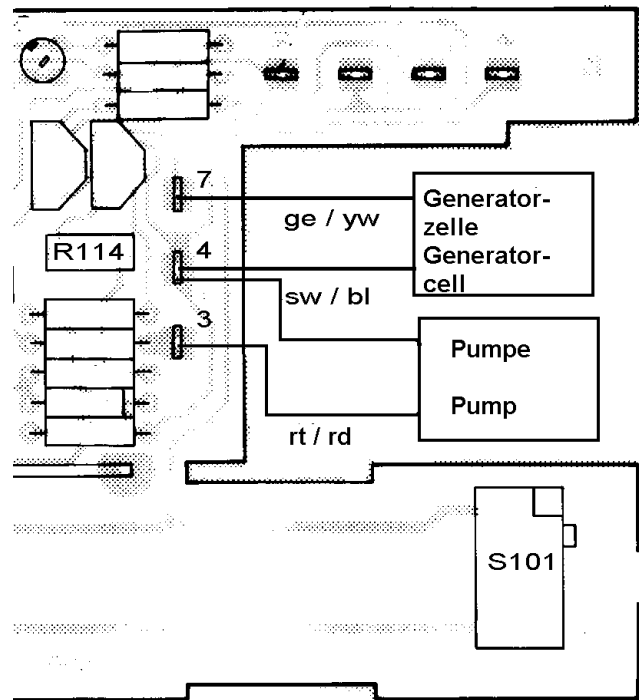 7
Generator-
zelle
Generator-
cell
ge / yw
4
R114
sw / bl
3
Pumpe
Pump
rt / rd
S101